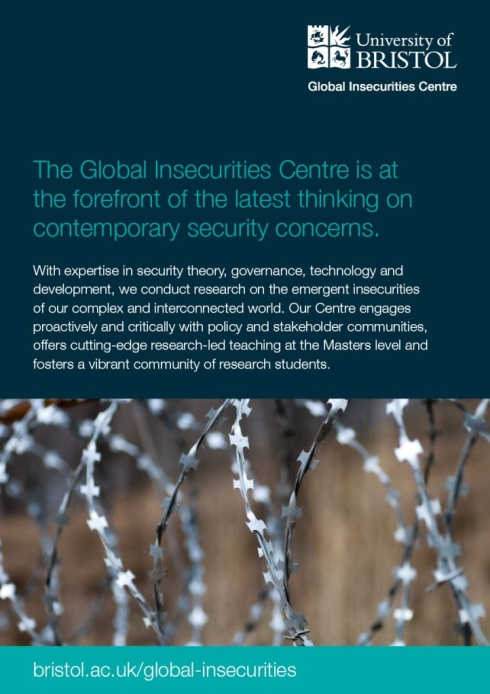 University of
BRISTOL
Global Insecurities Centre
The Global Insecurities Centre is at
the forefront of the latest thinking on
contemporary security concerns.
With expertise in security theory, governance, technology and
development, we conduct research on the emergent insecurities
of our complex and interconnected world. Our Centre engages
proactively and critically with policy and stakeholder communities,
offers cutting-edge research-led teaching at the Masters level and
fosters a vibrant community of research students.
bristol.ac.uk/global-insecurities